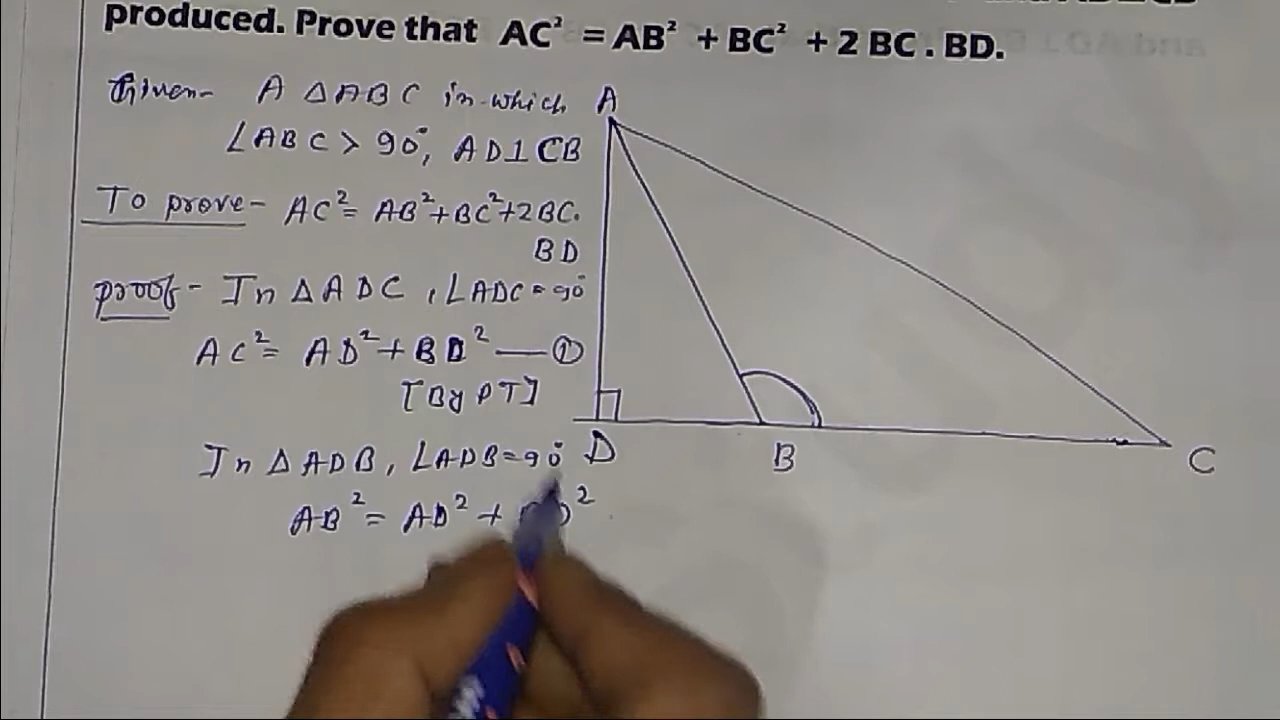 produced. Prove that AC² = AB² + BC² + 2 BC . BD.
Given- A △ABC in which
∠ABC > 90°, AD⊥CB
To prove- AC² = AB²+BC²+2BC.
BD
proof- In △ADC, ∠ADC = 90°
AC² = AD² + BD² — ①
[By PT]
In △ADB, ∠ADB = 90°
AB² = AD² +
A
D
B
C